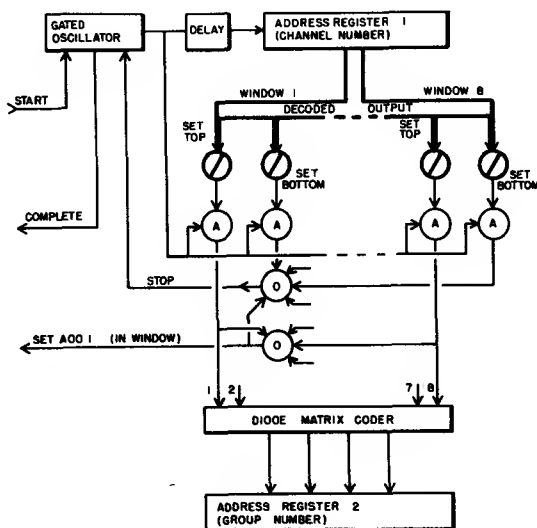 GATED
OSCILLATOR
DELAY
ADDRESS REGISTER 1
(CHANNEL NUMBER)
START
WINDOW 1
WINDOW 8
DECODED OUTPUT
SET
TOP
SET
BOTTOM
SET
TOP
SET
BOTTOM
A
A
A
A
COMPLETE
STOP
O
SET ADD 1 (IN WINDOW)
O
1 2 7 8
DIODE MATRIX CODER
ADDRESS REGISTER 2
(GROUP NUMBER)